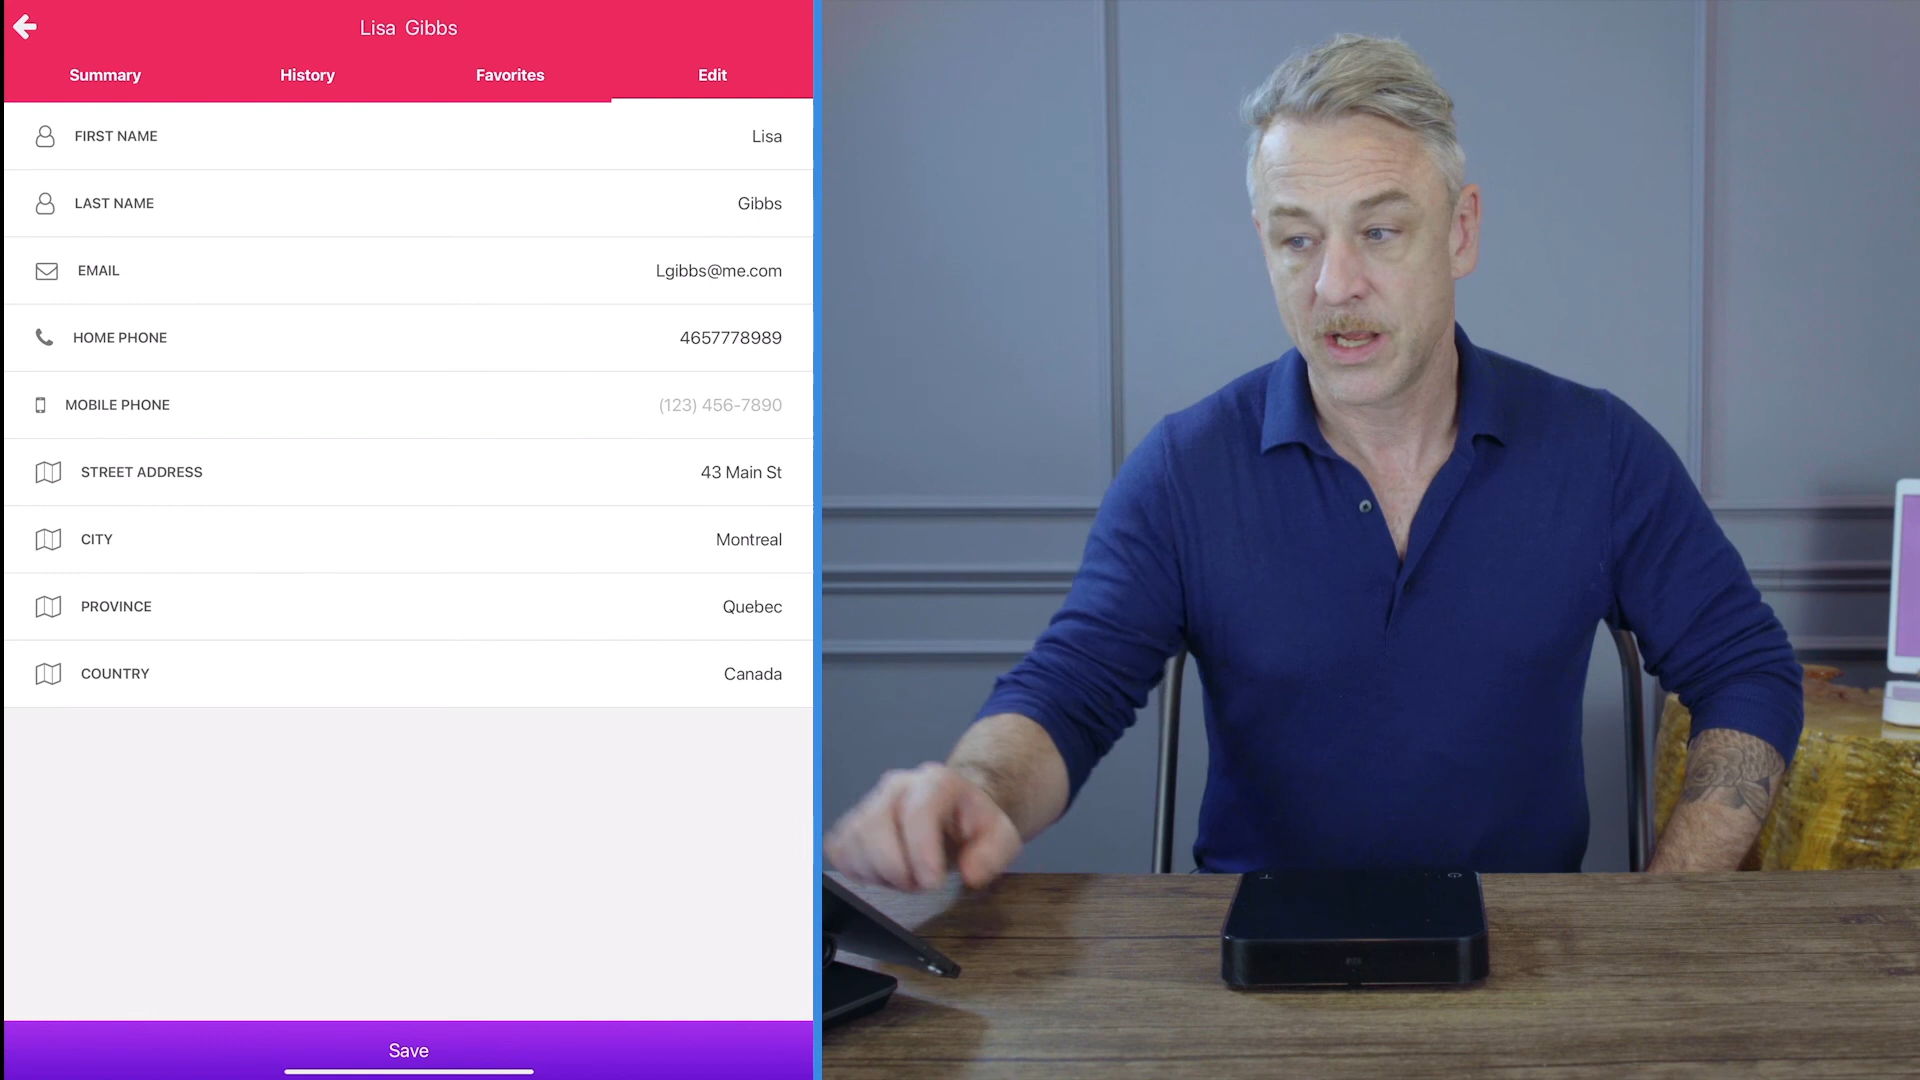 Lisa Gibbs
Summary History Favorites Edit
FIRST NAME Lisa
LAST NAME Gibbs
EMAIL Lgibbs@me.com
HOME PHONE 4657778989
MOBILE PHONE (123) 456-7890
STREET ADDRESS 43 Main St
CITY Montreal
PROVINCE Quebec
COUNTRY Canada
Save